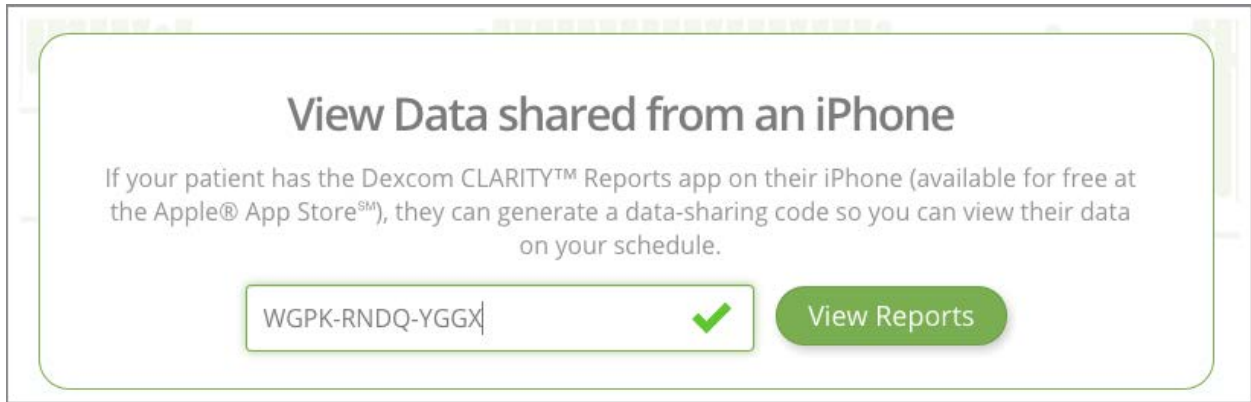 View Data shared from an iPhone
If your patient has the Dexcom CLARITY™ Reports app on their iPhone (available for free at
the Apple® App Store℠), they can generate a data-sharing code so you can view their data
on your schedule.
WGPK-RNDQ-YGGX
View Reports